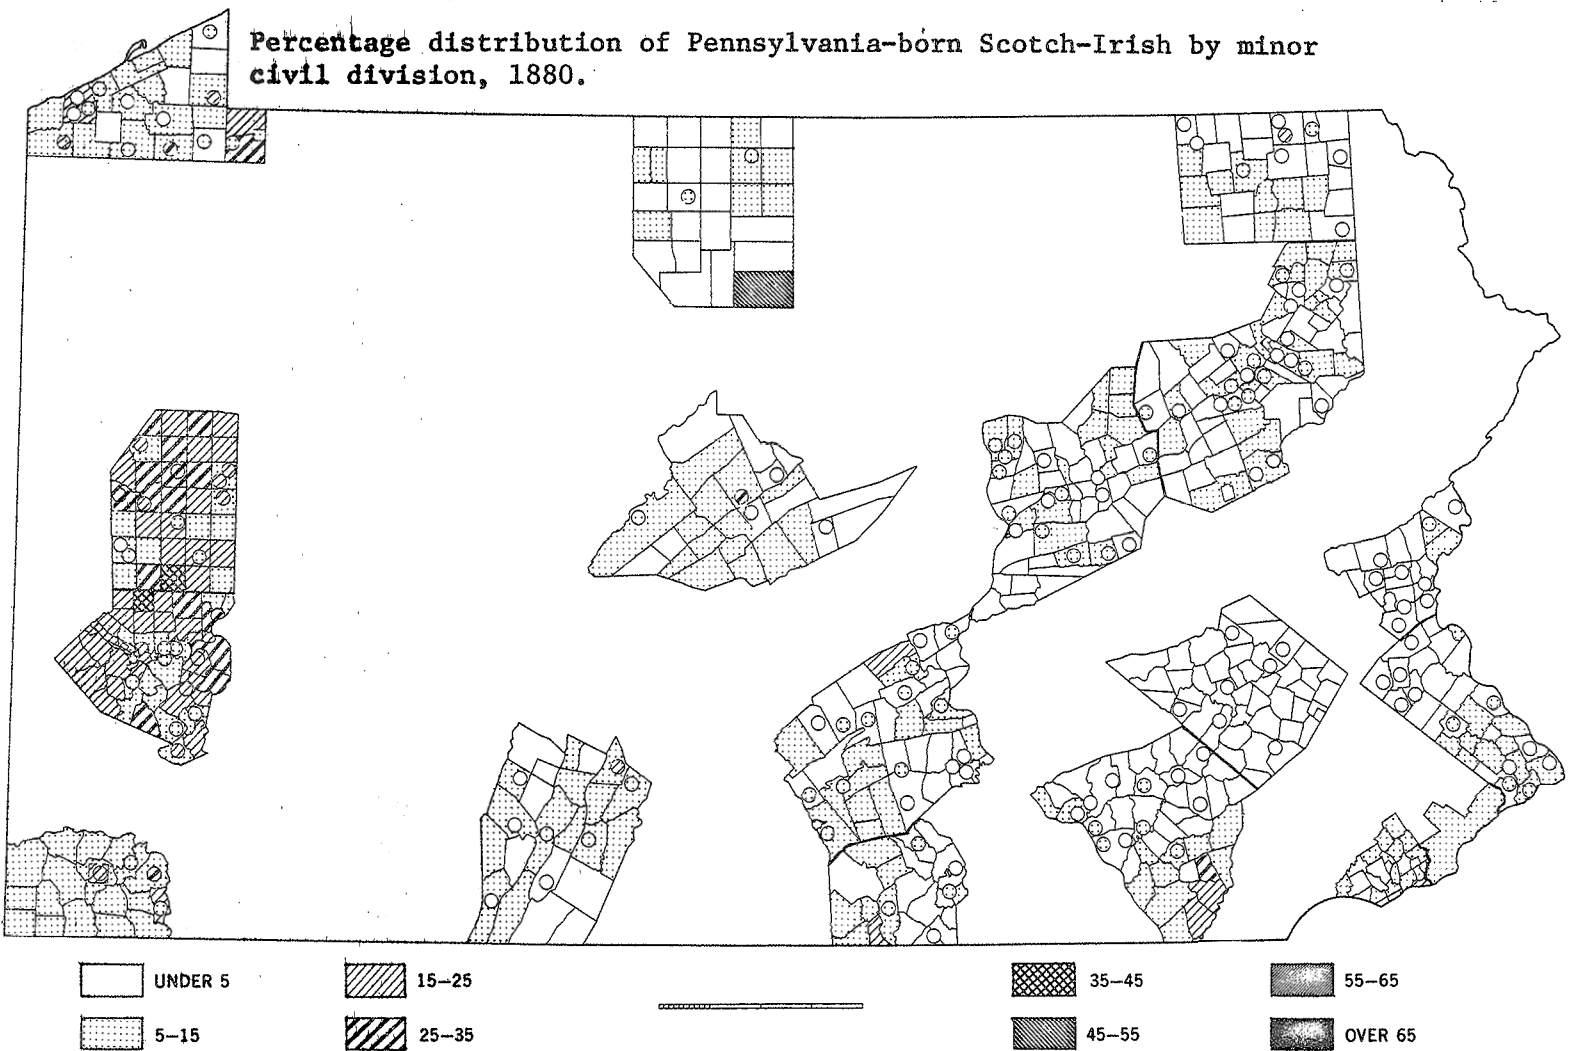 Percentage distribution of Pennsylvania-born Scotch-Irish by minor
civil division, 1880.
UNDER 5
15-25
35-45
55-65
5-15
25-35
45-55
OVER 65